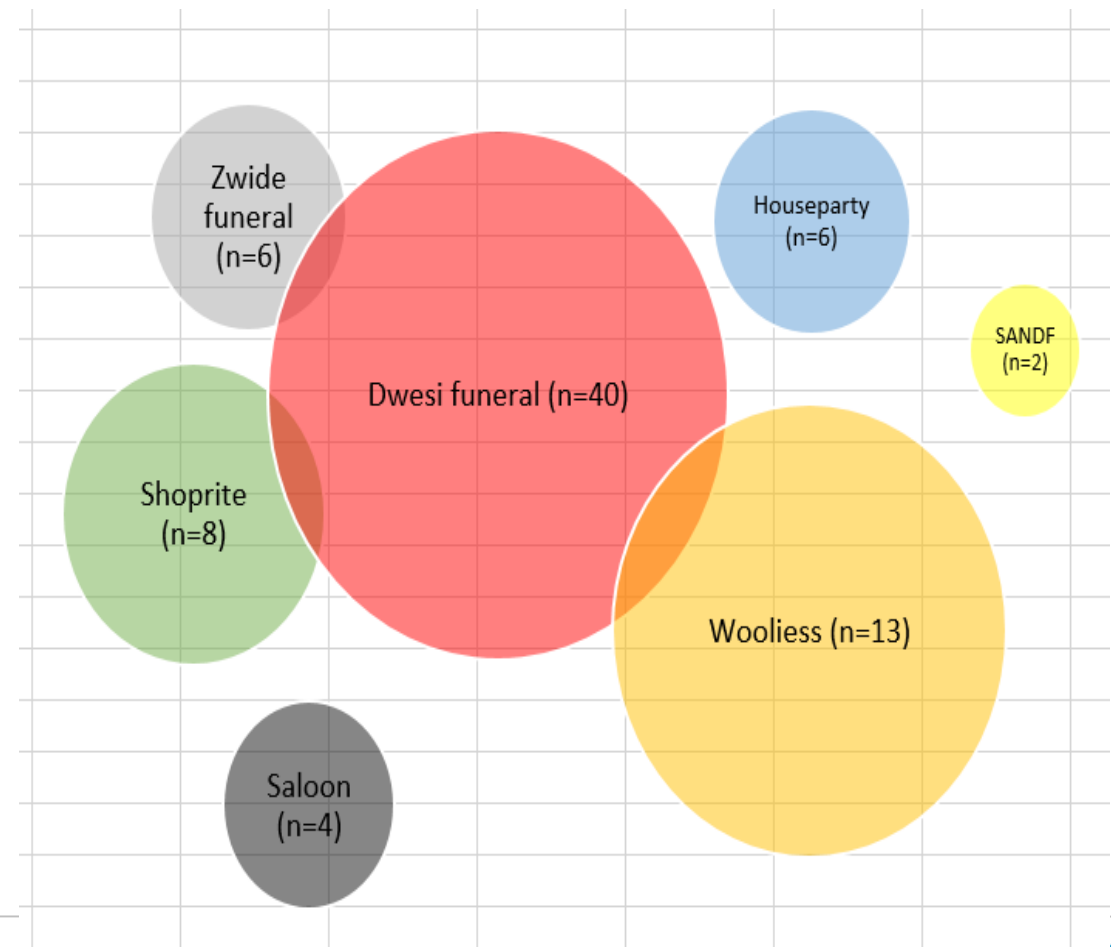 Zwide
funeral
(n=6)
Houseparty
(n=6)
SANDF
(n=2)
Dwesi funeral (n=40)
Shoprite
(n=8)
Wooliess (n=13)
Saloon
(n=4)